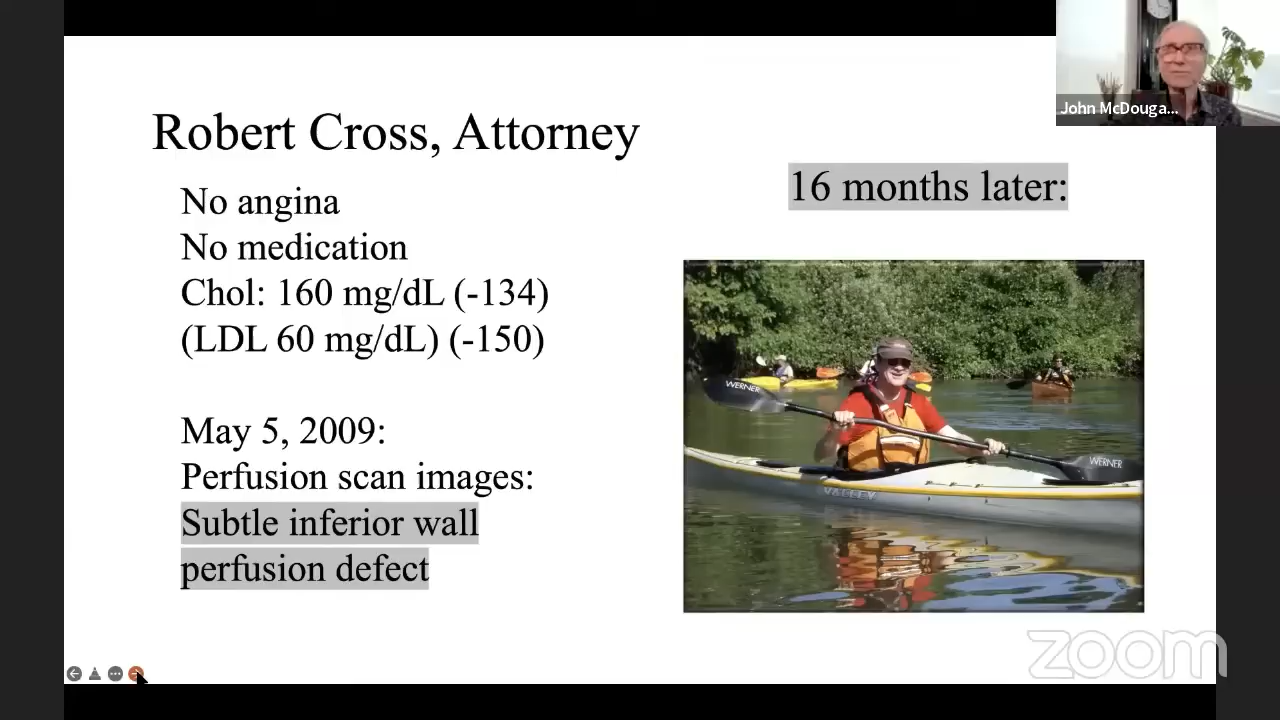 John McDouga...
Robert Cross, Attorney
16 months later:
No angina
No medication
Chol: 160 mg/dL (-134)
(LDL 60 mg/dL) (-150)
May 5, 2009:
Perfusion scan images:
Subtle inferior wall
perfusion defect
WERNER
WERNER
VALLEY
zoom